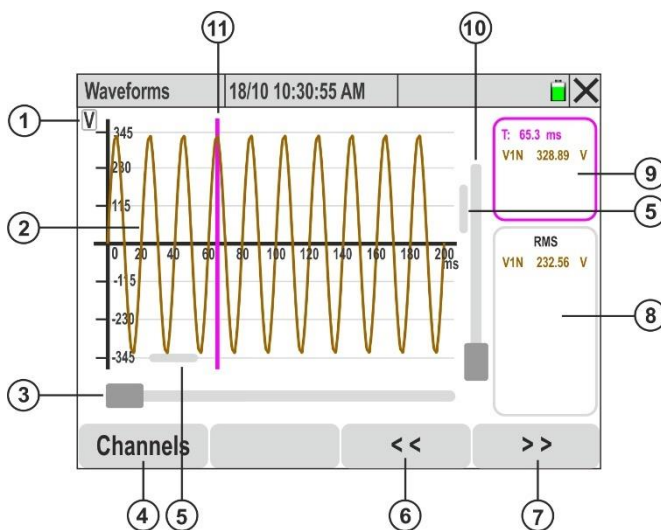 11
10
Waveforms
18/10 10:30:55 AM
1
V
345
T: 65.3 ms
V1N 328.89 V
9
230
115
5
2
0 20 40 60 80 100 120 140 160 180 200
ms
RMS
V1N 232.56 V
-115
8
-230
-345
3
Channels
<<
>>
4
5
6
7